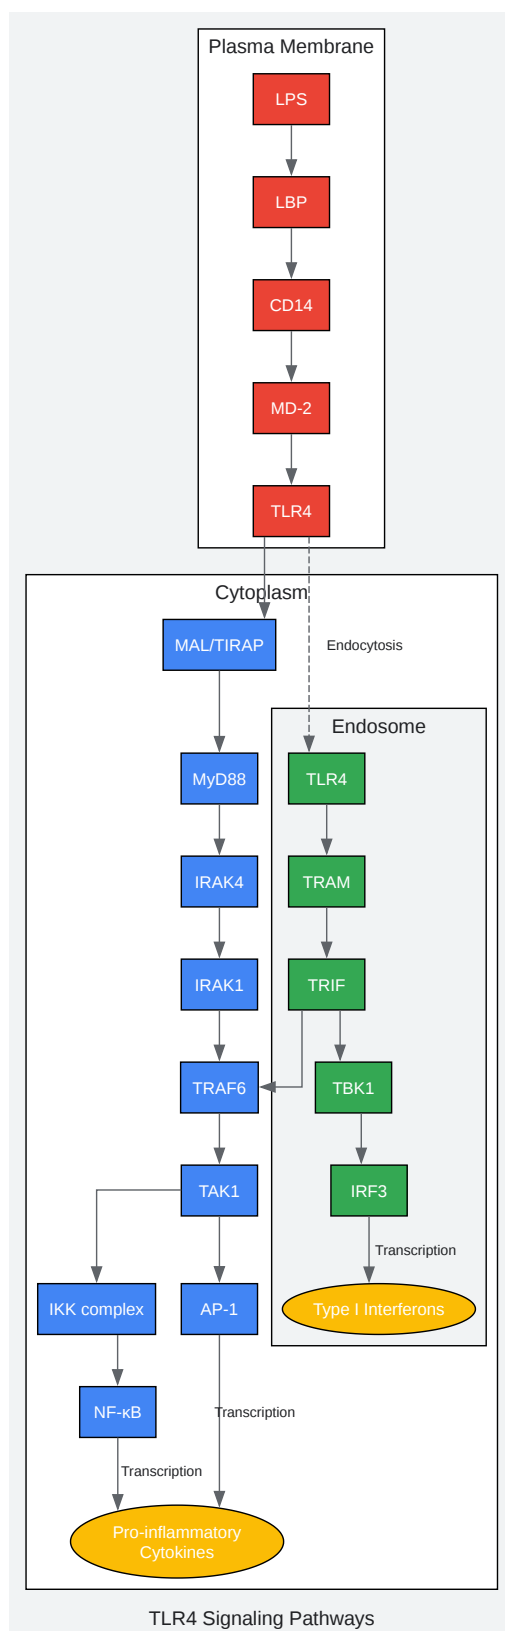 Plasma Membrane
LPS
LBP
CD14
MD-2
TLR4
Cytoplasm
MAL/TIRAP
Endocytosis
Endosome
MyD88
TLR4
IRAK4
TRAM
IRAK1
TRIF
TRAF6
TBK1
TAK1
IRF3
Transcription
IKK complex
AP-1
Type I Interferons
NF-κB
Transcription
Transcription
Pro-inflammatory
Cytokines
TLR4 Signaling Pathways